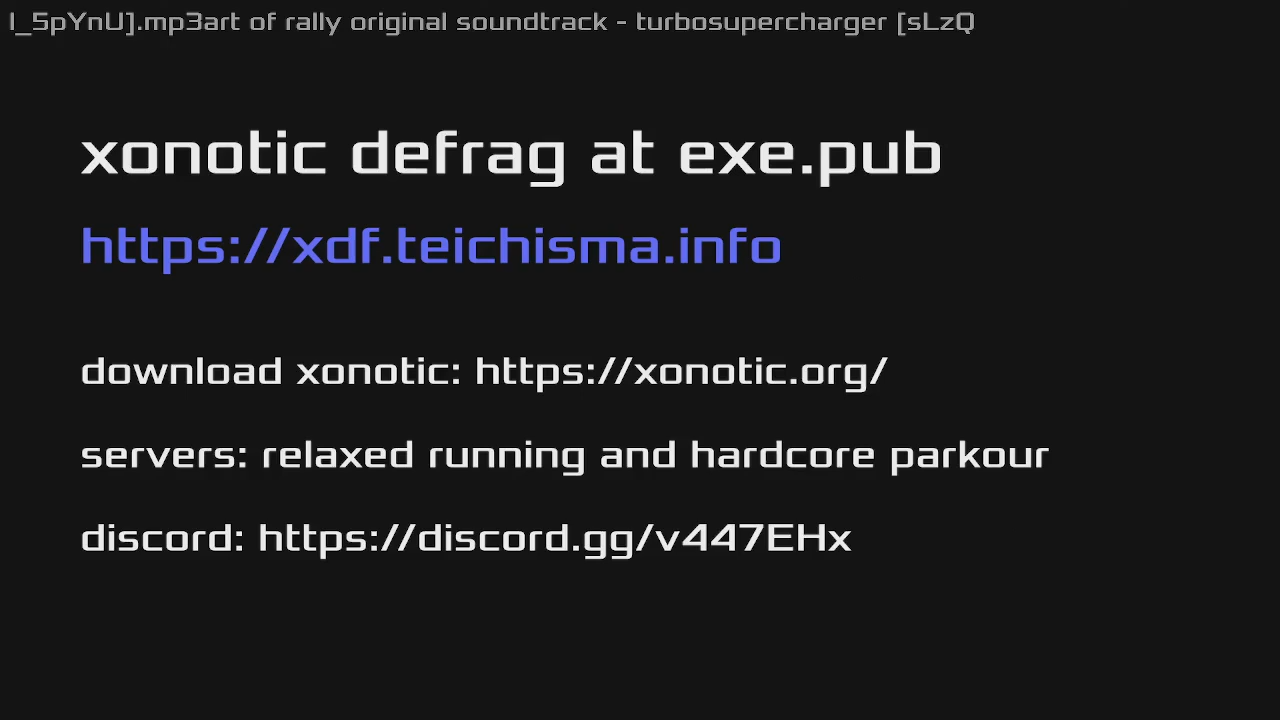 l_5pYnU].mp3art of rally original soundtrack - turbosupercharger [sLzQ
xonotic defrag at exe.pub
https://xdf.teichisma.info
download xonotic: https://xonotic.org/
servers: relaxed running and hardcore parkour
discord: https://discord.gg/v447EHx